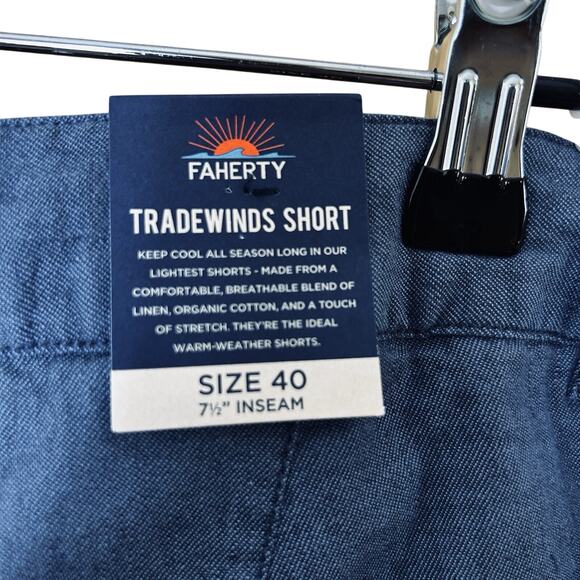 FAHERTY
TRADEWINDS SHORT
KEEP COOL ALL SEASON LONG IN OUR
LIGHTEST SHORTS - MADE FROM A
COMFORTABLE, BREATHABLE BLEND OF
LINEN, ORGANIC COTTON, AND A TOUCH
OF STRETCH. THEY'RE THE IDEAL
WARM-WEATHER SHORTS.
SIZE 40
7½" INSEAM